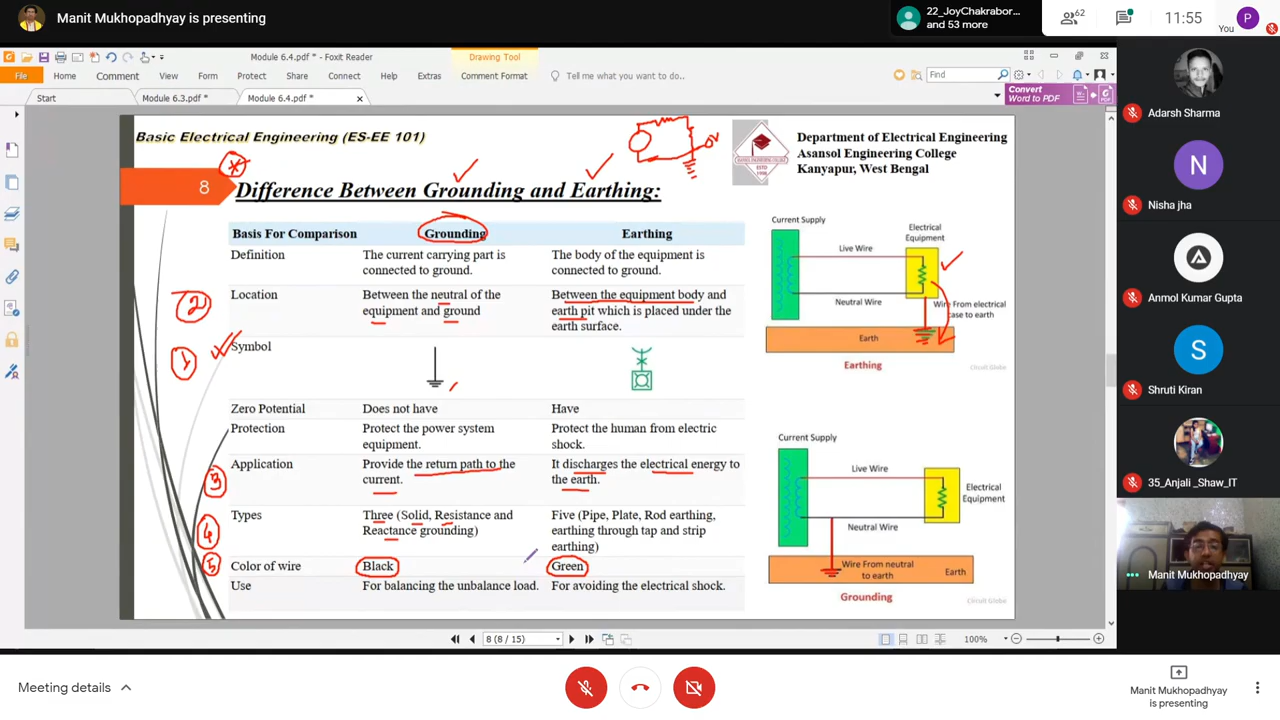 Manit Mukhopadhyay is presenting
22_JoyChakrabor...
and 53 more
62
11:55
You
P
Module 6.4.pdf * - Foxit Reader
Drawing Tool
File
Home
Comment
View
Form
Protect
Share
Connect
Help
Extras
Comment Format
Tell me what you want to do...
Find
Start
Module 6.3.pdf *
Module 6.4.pdf *
Convert
Word to PDF
Basic Electrical Engineering (ES-EE 101)
Department of Electrical Engineering
Asansol Engineering College
Kanyapur, West Bengal
8
Difference Between Grounding and Earthing:
Basis For Comparison Grounding Earthing
Definition The current carrying part is The body of the equipment is
connected to ground. connected to ground.
Location Between the neutral of the Between the equipment body and
equipment and ground earth pit which is placed under the
earth surface.
Symbol
Zero Potential Does not have Have
Protection Protect the power system Protect the human from electric
equipment. shock.
Application Provide the return path to the It discharges the electrical energy to
current. the earth.
Types Three (Solid, Resistance and Five (Pipe, Plate, Rod earthing,
Reactance grounding) earthing through tap and strip
earthing)
Color of wire Black Green
Use For balancing the unbalance load. For avoiding the electrical shock.
2
1
3
4
5
Current Supply
Electrical
Equipment
Live Wire
Neutral Wire
Wire From electrical
case to earth
Earth
Earthing
Circuit Globe
Current Supply
Live Wire
Electrical
Equipment
Neutral Wire
Wire From neutral
to earth
Earth
Grounding
Circuit Globe
8 (8 / 15)
100%
Adarsh Sharma
N
Nisha jha
Anmol Kumar Gupta
S
Shruti Kiran
35_Anjali _Shaw_IT
Manit Mukhopadhyay
Meeting details
Manit Mukhopadhyay
is presenting